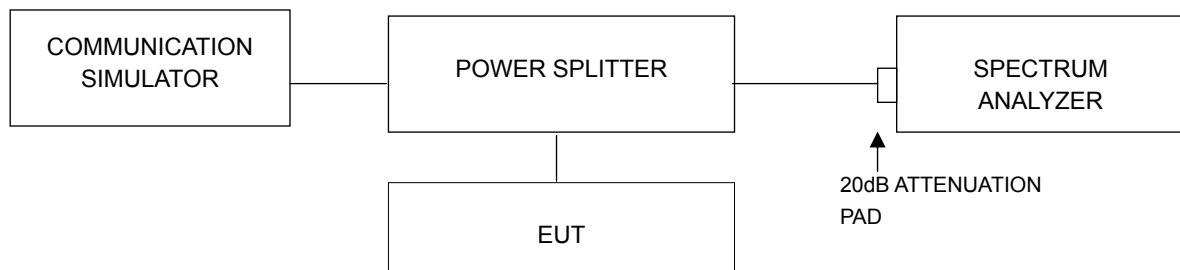 COMMUNICATION
SIMULATOR
POWER SPLITTER
SPECTRUM
ANALYZER
20dB ATTENUATION
PAD
EUT